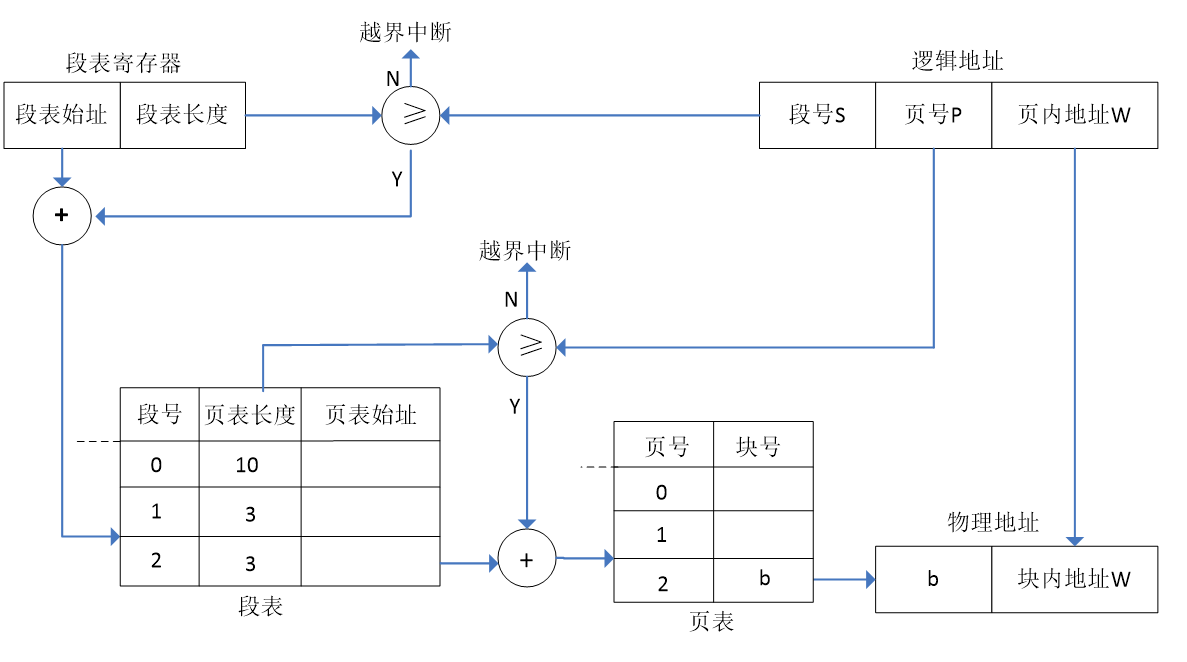 越界中断
段表寄存器
逻辑地址
段表始址 段表长度
N
≥
段号S 页号P 页内地址W
Y
+
越界中断
N
≥
Y
段号 页表长度 页表始址
0 10
1 3
2 3
段表
+
页号 块号
0
1
2 b
页表
物理地址
b 块内地址W